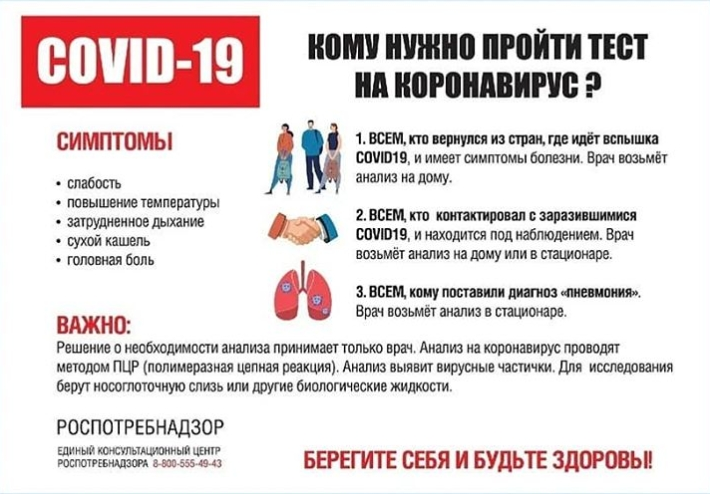 COVID-19
КОМУ НУЖНО ПРОЙТИ ТЕСТ
НА КОРОНАВИРУС ?
СИМПТОМЫ
• слабость
• повышение температуры
• затрудненное дыхание
• сухой кашель
• головная боль
1. ВСЕМ, кто вернулся из стран, где идёт вспышка
COVID19, и имеет симптомы болезни. Врач возьмёт
анализ на дому.
2. ВСЕМ, кто контактировал с заразившимися
COVID19, и находится под наблюдением. Врач
возьмёт анализ на дому или в стационаре.
3. ВСЕМ, кому поставили диагноз «пневмония».
Врач возьмёт анализ в стационаре.
ВАЖНО:
Решение о необходимости анализа принимает только врач. Анализ на коронавирус проводят
методом ПЦР (полимеразная цепная реакция). Анализ выявит вирусные частички. Для исследования
берут носоглоточную слизь или другие биологические жидкости.
РОСПОТРЕБНАДЗОР
ЕДИНЫЙ КОНСУЛЬТАЦИОННЫЙ ЦЕНТР
РОСПОТРЕБНАДЗОРА 8-800-555-49-43
БЕРЕГИТЕ СЕБЯ И БУДЬТЕ ЗДОРОВЫ!